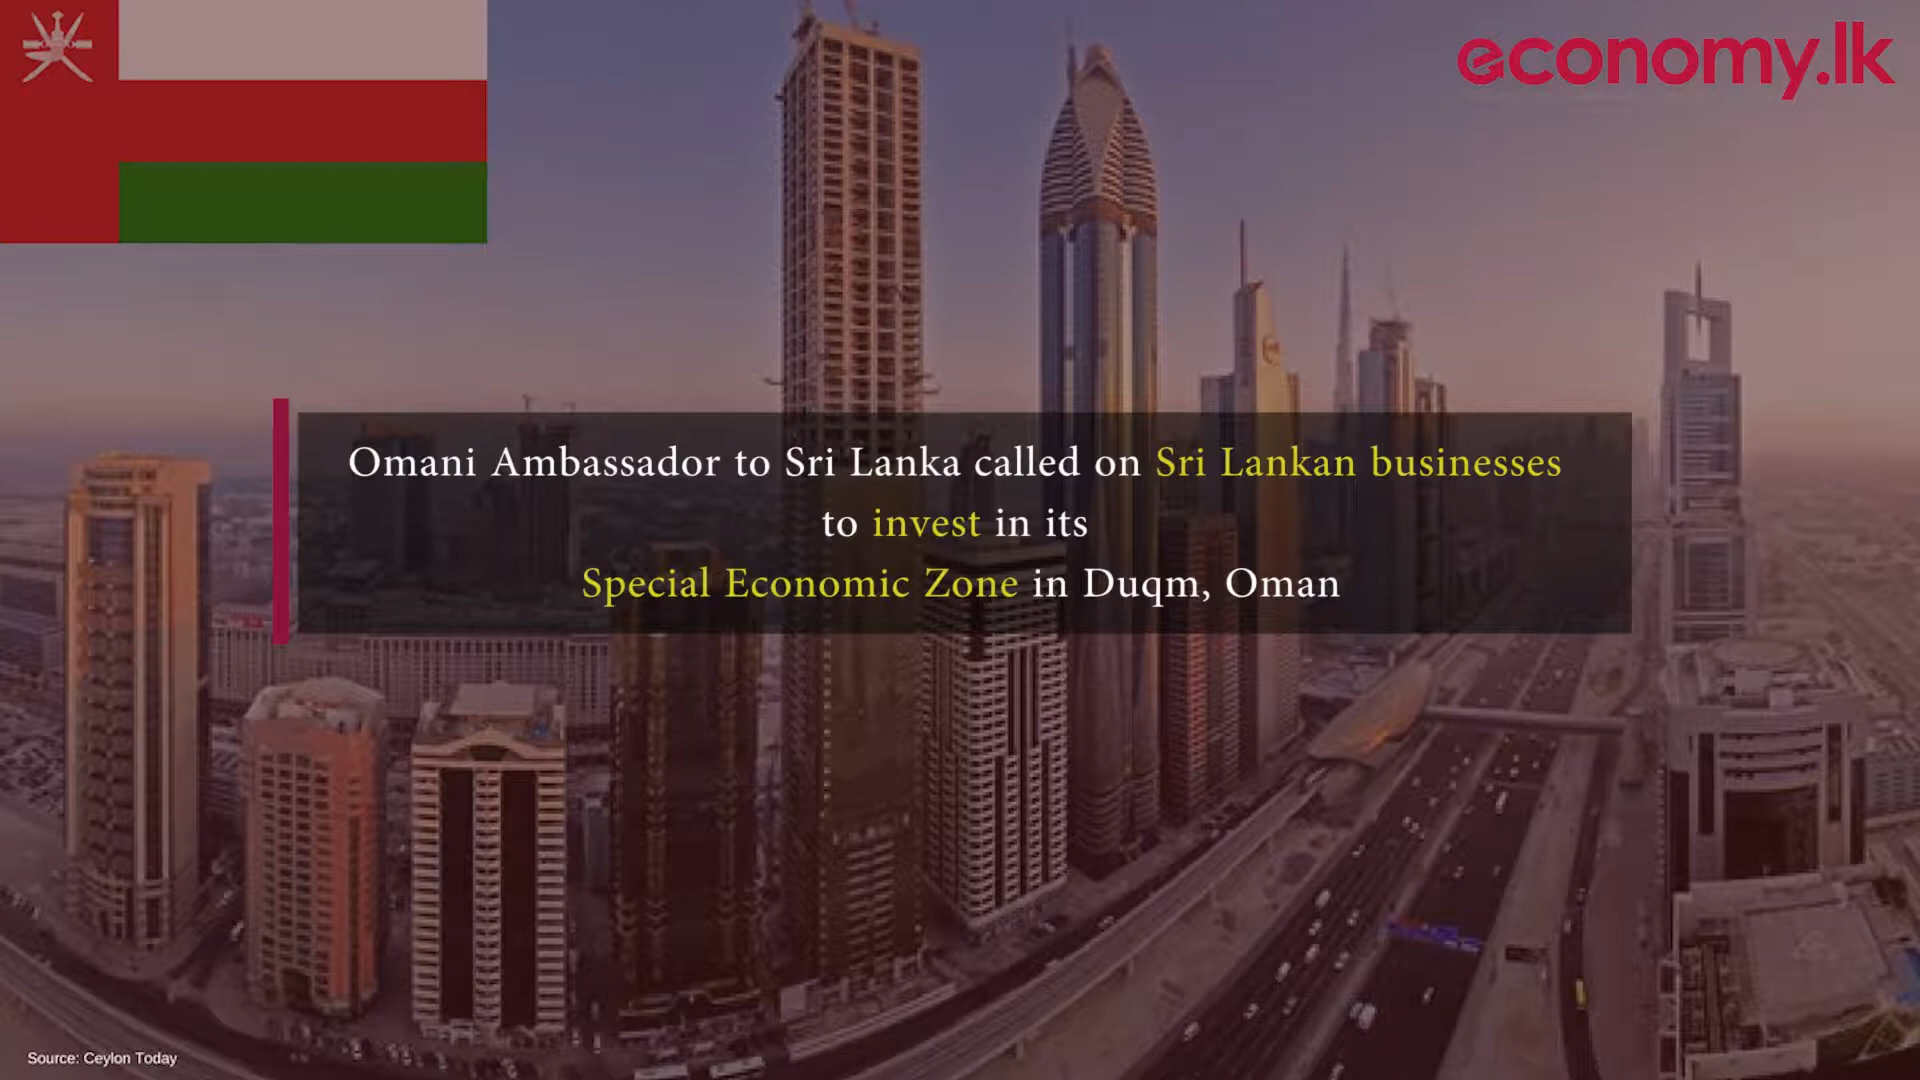 economy.lk
Omani Ambassador to Sri Lanka called on Sri Lankan businesses
to invest in its
Special Economic Zone in Duqm, Oman
Source: Ceylon Today